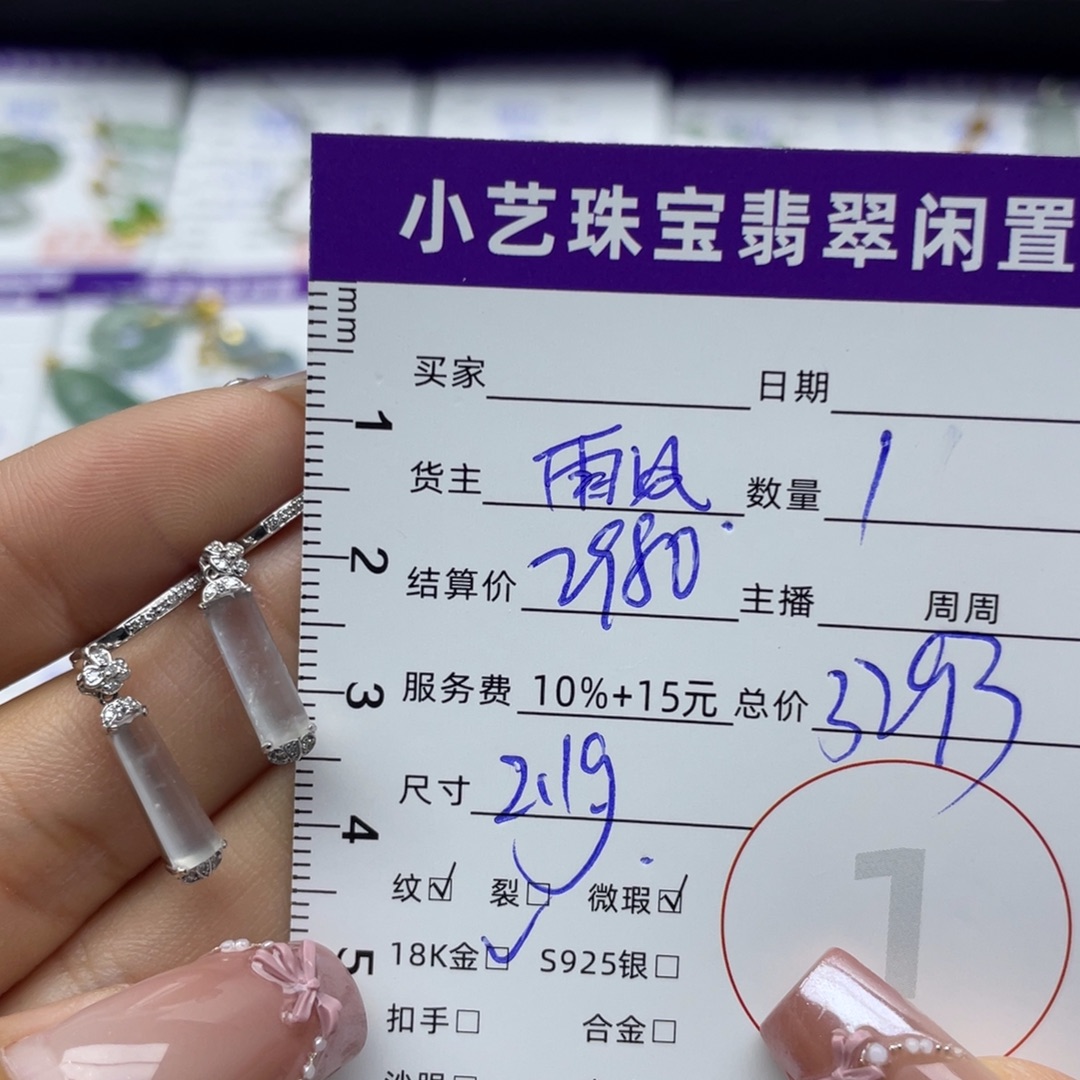 小艺珠宝翡翠闲置
mm
买家 日期
1
货主 雨 数量 1
2
结算价 2980 主播 周周
3
服务费 10%+15元 总价 3293
尺寸 2.19
4
纹☑ 裂☐ 微瑕☑
5
18K金☑ S925银☐
扣手☐ 合金☐
1